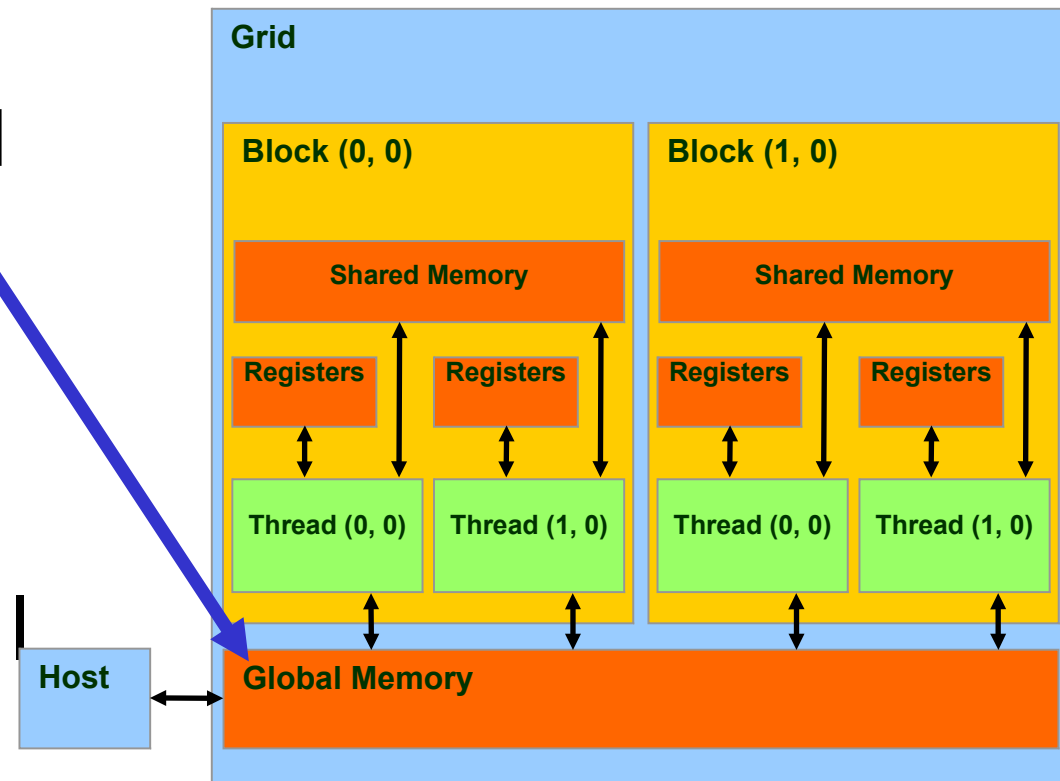 Grid
Block (0, 0)
Block (1, 0)
Shared Memory
Shared Memory
Registers
Registers
Registers
Registers
Thread (0, 0)
Thread (1, 0)
Thread (0, 0)
Thread (1, 0)
Host
Global Memory